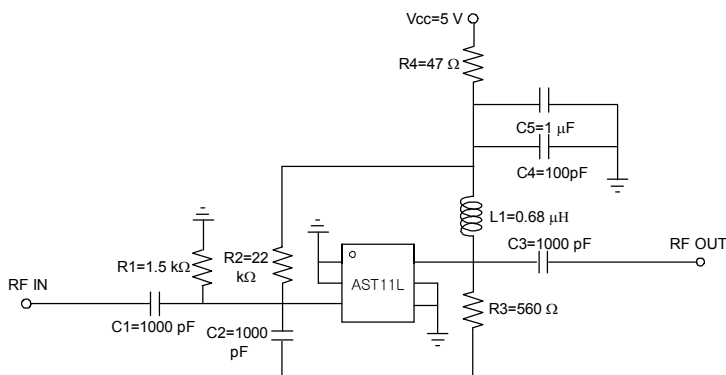 Vcc=5 V
R4=47 Ω
C5=1 μF
C4=100pF
L1=0.68 μH
C3=1000 pF
RF OUT
R1=1.5 kΩ
R2=22
kΩ
AST11L
RF IN
R3=560 Ω
C1=1000 pF
C2=1000
pF